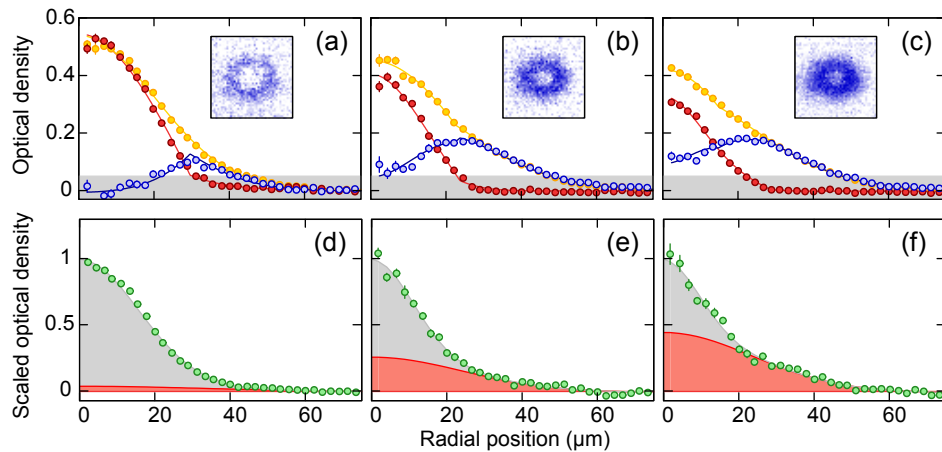 0.6
0.4
0.2
0
Optical density
(a)
(b)
(c)
1
0.5
0
Scaled optical density
(d)
(e)
(f)
0 20 40 60
0 20 40 60
0 20 40 60
Radial position (μm)